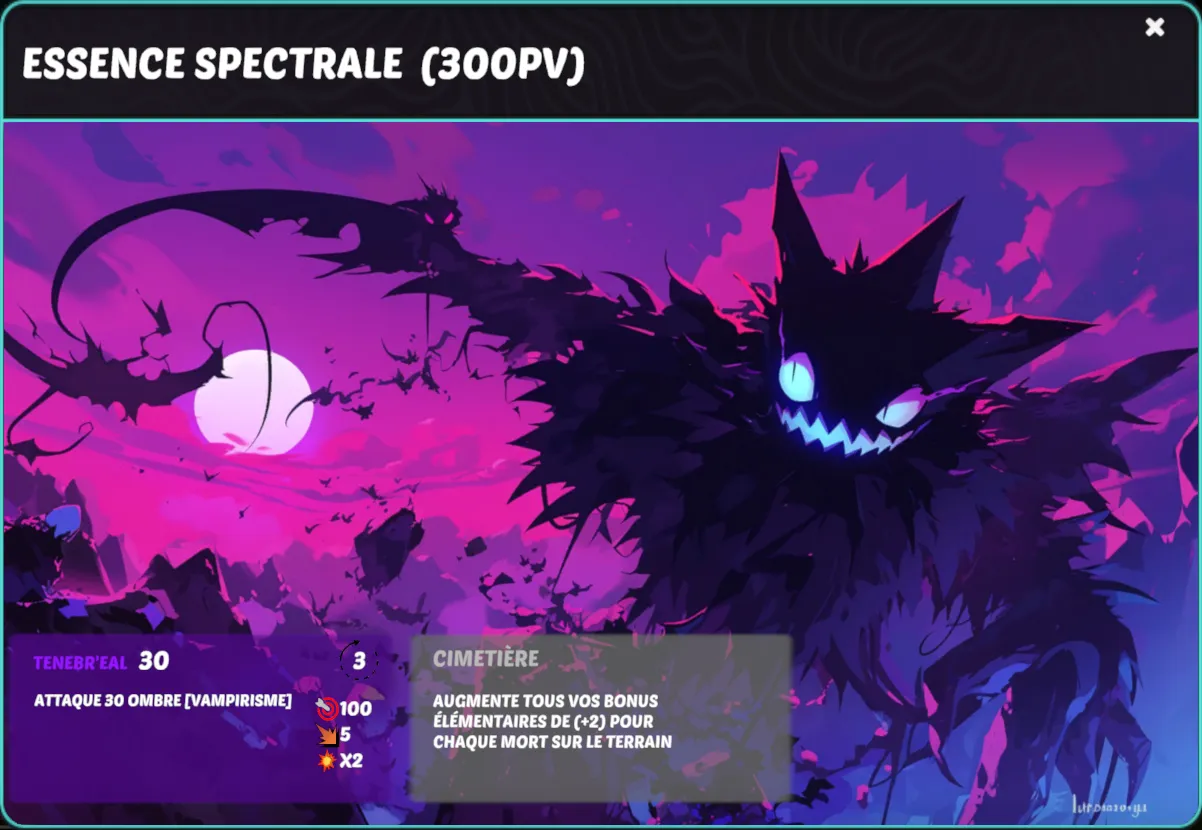 ESSENCE SPECTRALE (300PV)
TENEBR'EAL 30
3
ATTAQUE 30 OMBRE [VAMPIRISME]
100
5
X2
CIMETIÈRE
AUGMENTE TOUS VOS BONUS
ÉLÉMENTAIRES DE (+2) POUR
CHAQUE MORT SUR LE TERRAIN